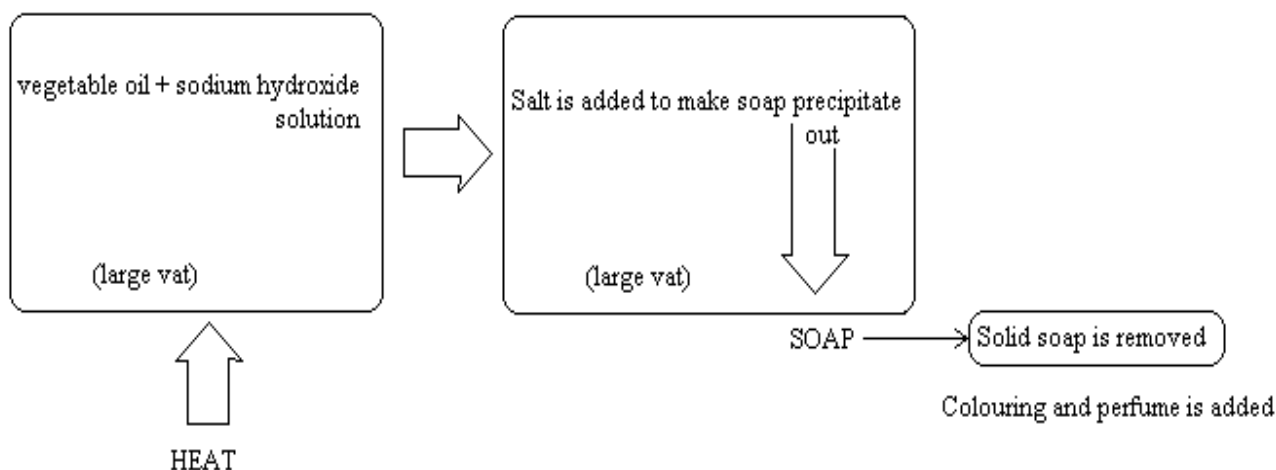 vegetable oil + sodium hydroxide
solution
(large vat)
HEAT
Salt is added to make soap precipitate
out
(large vat)
SOAP
Solid soap is removed
Colouring and perfume is added